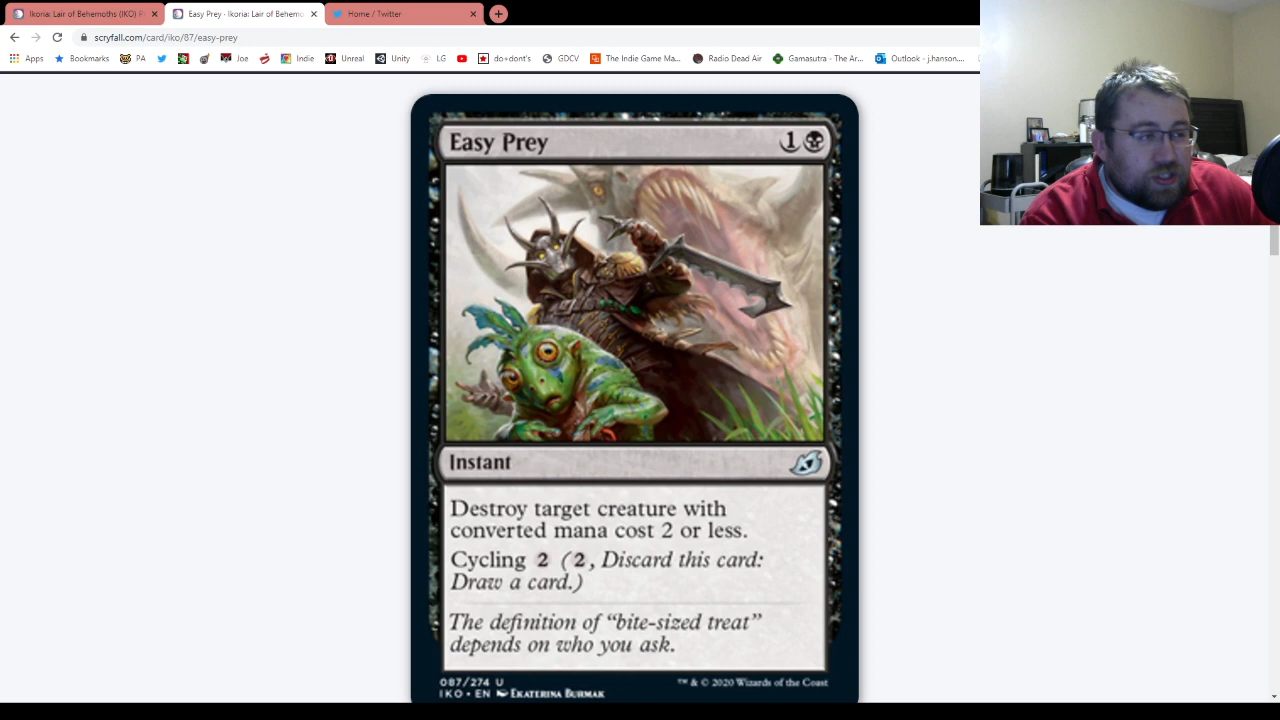 Ikoria: Lair of Behemoths (IKO)
Easy Prey · Ikoria: Lair of Behemo
Home / Twitter
scryfall.com/card/iko/87/easy-prey
Apps Bookmarks PA Joe Indie Unreal Unity LG do+dont's GDCV The Indie Game Ma... Radio Dead Air Gamasutra - The Ar... Outlook - j.hanson....
Easy Prey 1
Instant
Destroy target creature with
converted mana cost 2 or less.
Cycling 2 (2, Discard this card:
Draw a card.)
The definition of “bite-sized treat”
depends on who you ask.
087/274 U
IKO • EN EKATERINA BURMAK
™ & © 2020 Wizards of the Coast